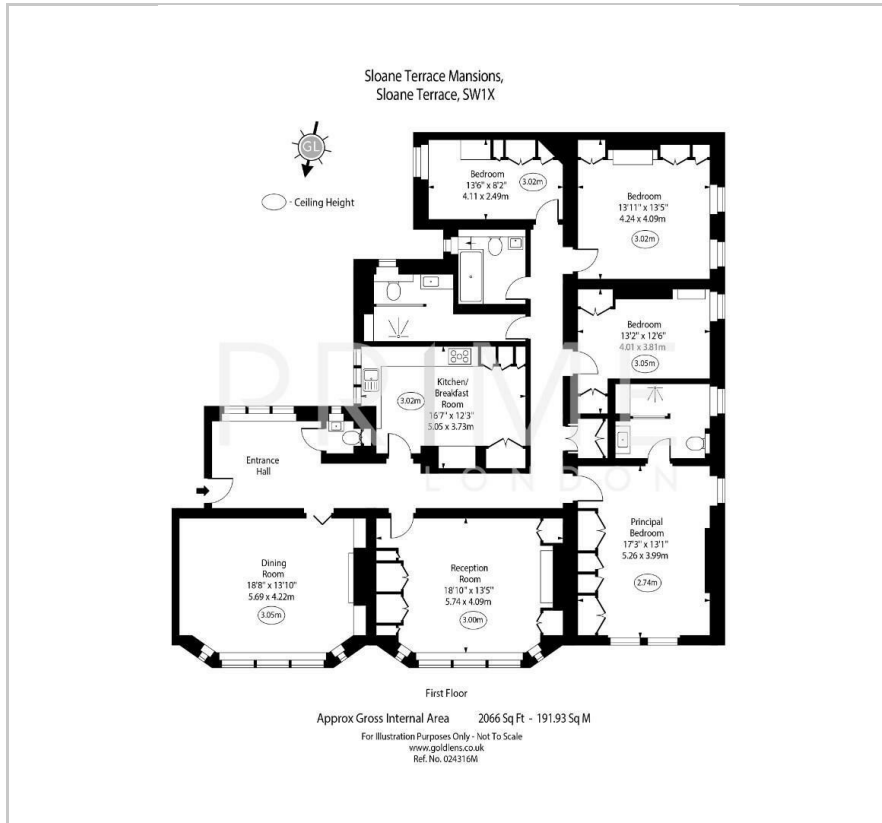 Sloane Terrace Mansions,
Sloane Terrace, SW1X
GL
- Ceiling Height
Bedroom
13'6" x 8'2"
4.11 x 2.49m
3.02m
Bedroom
13'11" x 13'5"
4.24 x 4.09m
3.02m
Bedroom
13'2" x 12'6"
4.01 x 3.81m
3.05m
Kitchen/
Breakfast
Room
16'7" x 12'3"
5.05 x 3.73m
3.02m
PRIME
LONDON
Entrance
Hall
Principal
Bedroom
17'3" x 13'1"
5.26 x 3.99m
2.74m
Dining
Room
18'8" x 13'10"
5.69 x 4.22m
3.05m
Reception
Room
18'10" x 13'5"
5.74 x 4.09m
3.00m
First Floor
Approx Gross Internal Area 2066 Sq Ft - 191.93 Sq M
For Illustration Purposes Only - Not To Scale
www.goldlens.co.uk
Ref. No. 024316M